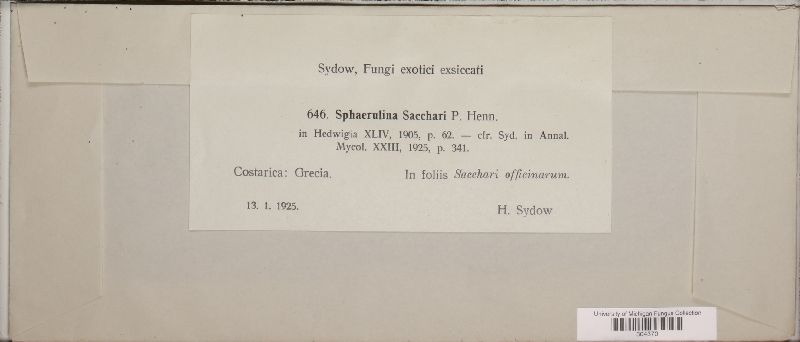 Sydow, Fungi exotici exsiccati
646. Sphaerulina Sacchari P. Henn.
in Hedwigia XLIV, 1905, p. 62. — cfr. Syd. in Annal.
Mycol. XXIII, 1925, p. 341.
Costarica: Grecia. In foliis Sacchari officinarum.
13. 1. 1925. H. Sydow
University of Michigan Fungus Collection